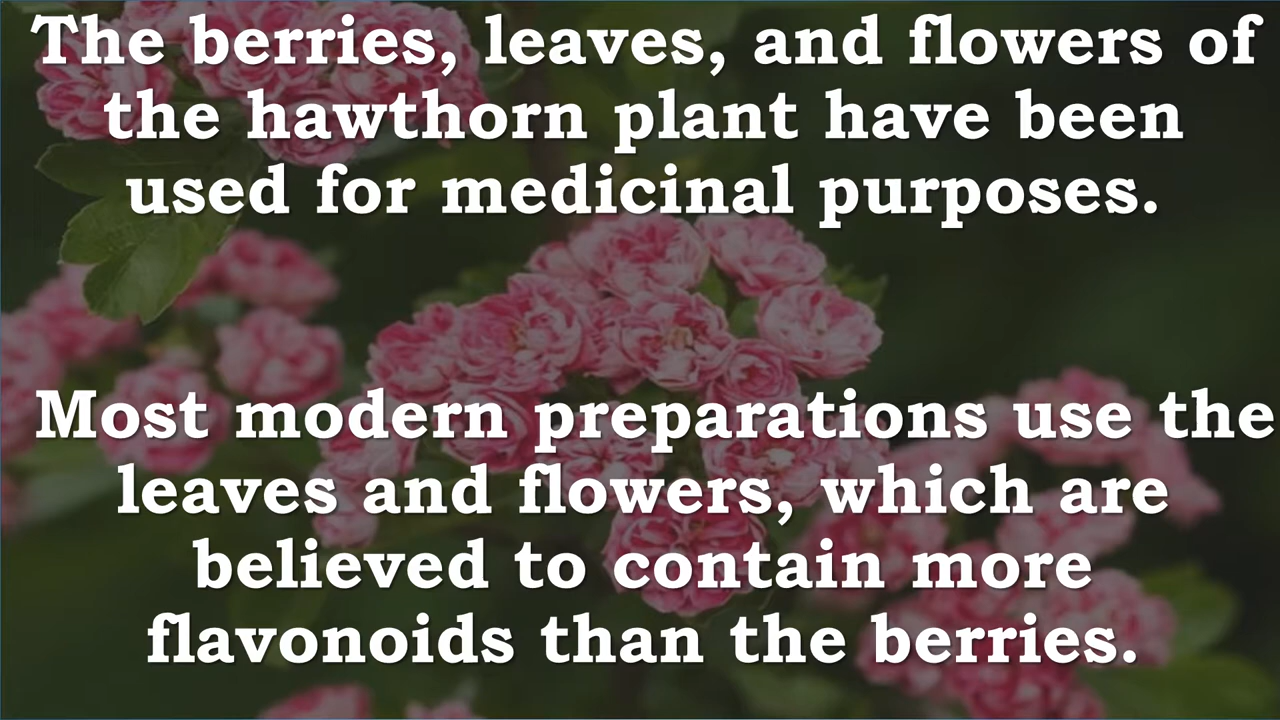 The berries, leaves, and flowers of
the hawthorn plant have been
used for medicinal purposes.
Most modern preparations use the
leaves and flowers, which are
believed to contain more
flavonoids than the berries.